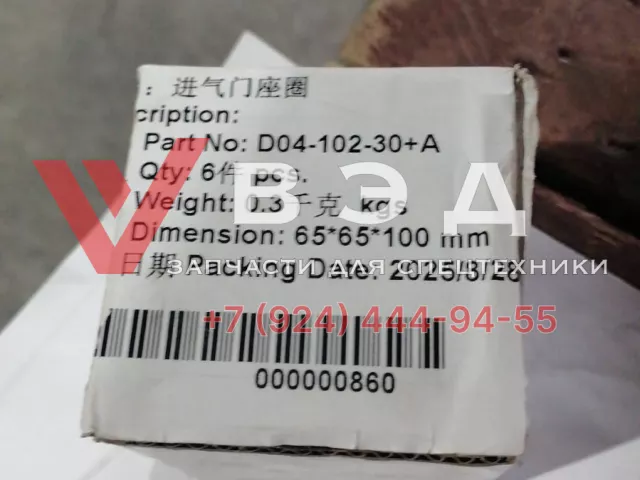 : 进气门座圈
cription:
Part No: D04-102-30+A
Qty: 6件 pcs.
Weight: 0.3千克 kgs
ВЭД
Dimension: 65*65*100 mm
ЗАПЧАСТИ ДЛЯ СПЕЦТЕХНИКИ
日期 Packing Date: 2025/3/28
+7 (924) 444-94-55
000000860